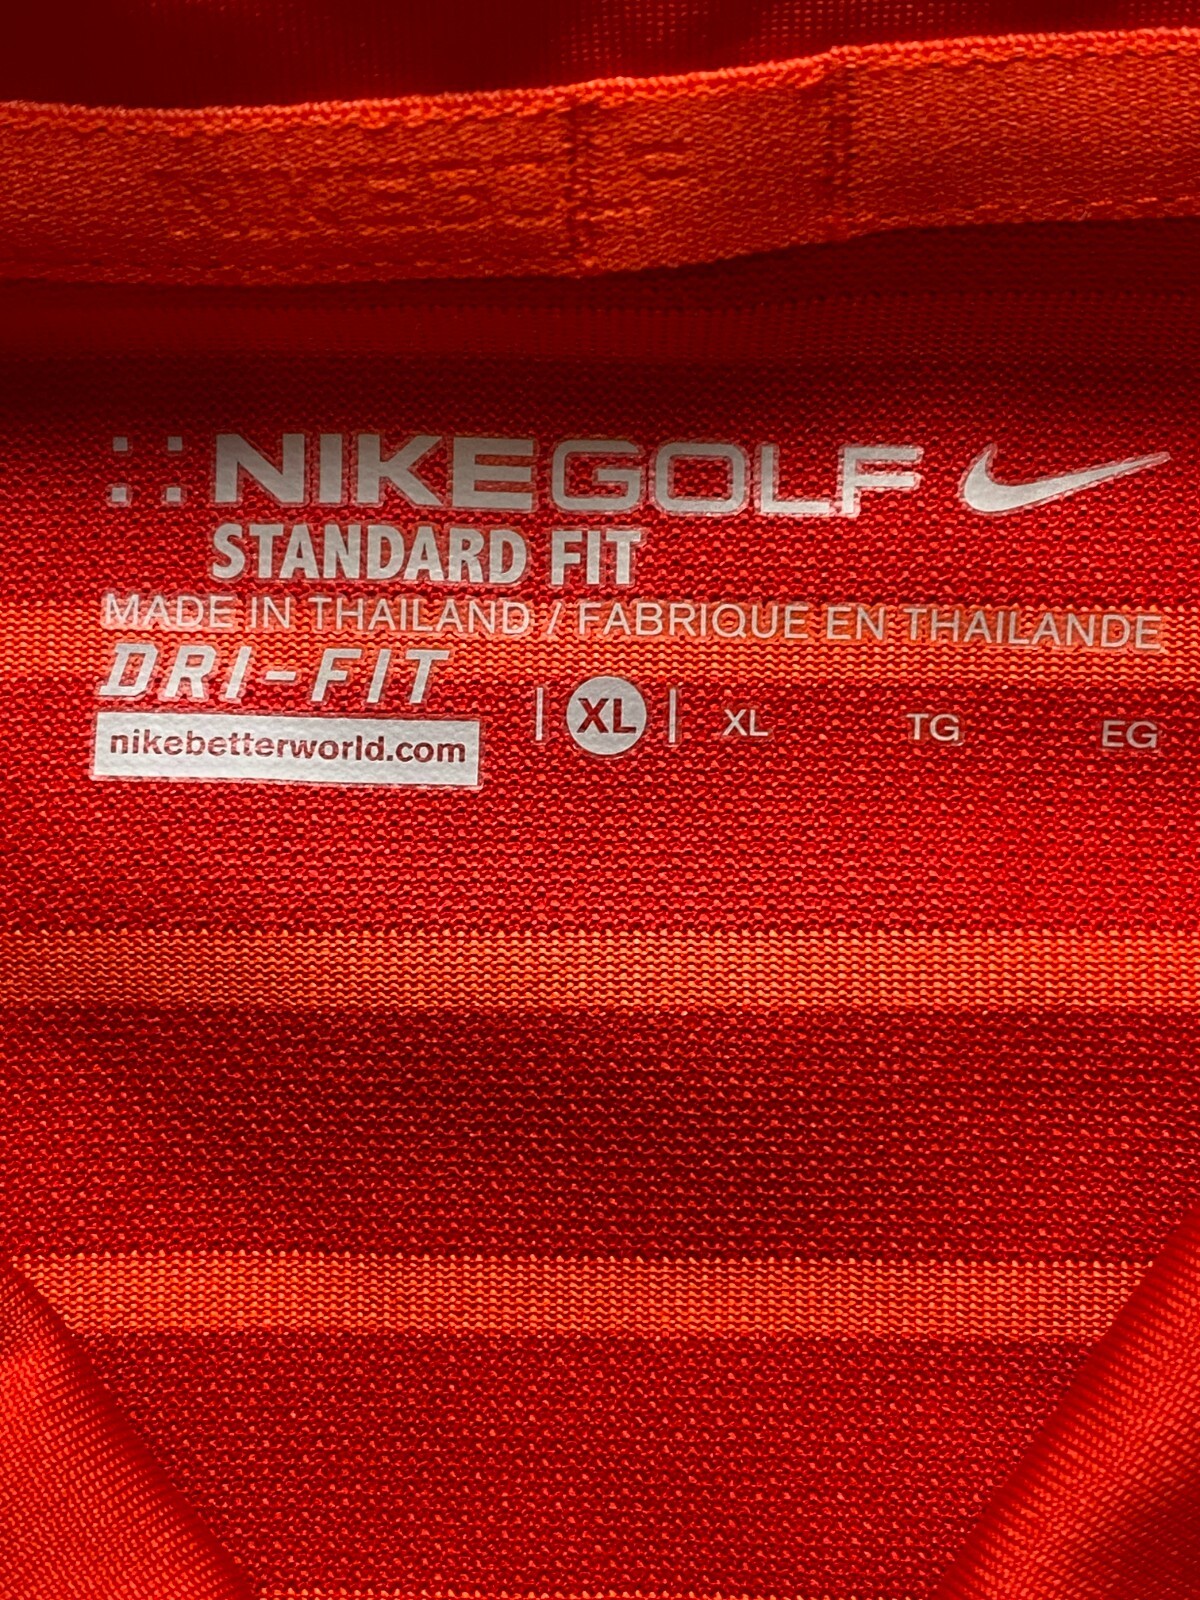 NIKEGOLF
STANDARD FIT
MADE IN THAILAND / FABRIQUE EN THAILANDE
DRI-FIT
| XL | XL TG EG
nikebetterworld.com